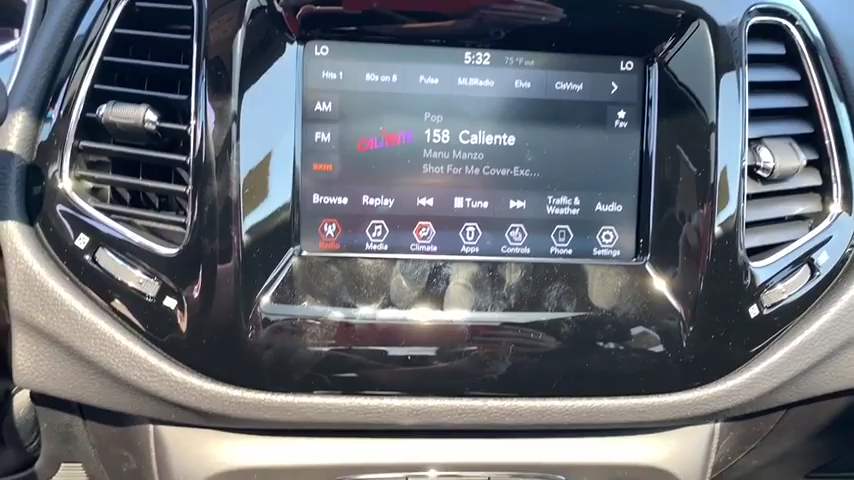 LO 5:32 75°F out LO
Hits 1 80s on 8 Pulse MLBRadio Elvis ClsVinyl
AM
FM
SXM
CALIENTE
Pop
158 Caliente
Manu Manzo
Shot For Me Cover-Exc...
Fav
Browse Replay Tune Traffic & Weather Audio
Radio Media Climate Apps Controls Phone Settings